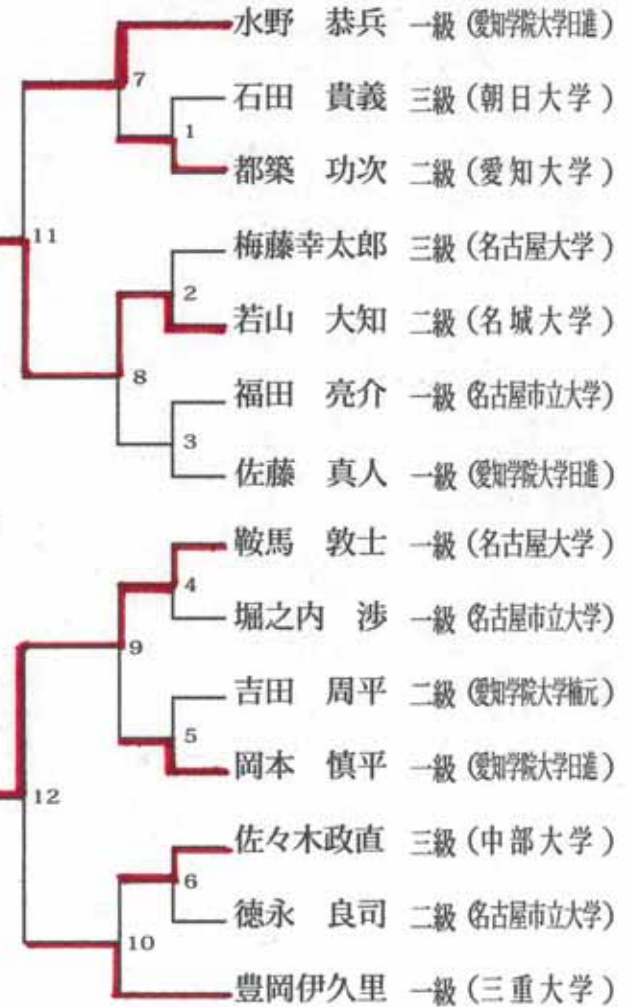 水野 恭兵 一級 (愛知学院大学日進)
7
石田 貴義 三級 (朝日大学)
1
都築 功次 二級 (愛知大学)
11
梅藤幸太郎 三級 (名古屋大学)
2
若山 大知 二級 (名城大学)
8
福田 亮介 一級 (名古屋市立大学)
3
佐藤 真人 一級 (愛知学院大学日進)
鞍馬 敦士 一級 (名古屋大学)
4
堀之内 渉 一級 (名古屋市立大学)
9
吉田 周平 二級 (愛知学院大学楠元)
5
岡本 慎平 一級 (愛知学院大学日進)
12
佐々木政直 三級 (中部大学)
6
徳永 良司 二級 (名古屋市立大学)
10
豊岡伊久里 一級 (三重大学)